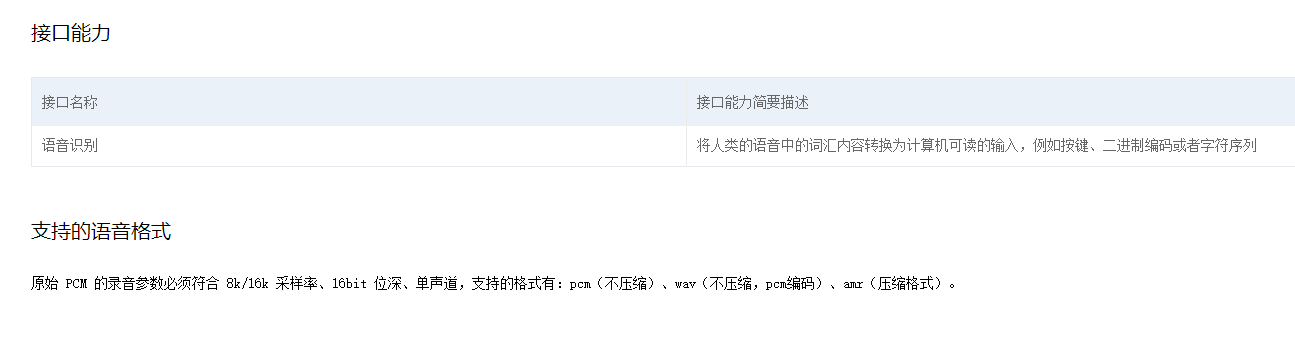 接口能力
接口名称 接口能力简要描述
语音识别 将人类的语音中的词汇内容转换为计算机可读的输入，例如按键、二进制编码或者字符序列
支持的语音格式
原始 PCM 的录音参数必须符合 8k/16k 采样率、16bit 位深、单声道，支持的格式有：pcm（不压缩）、wav（不压缩，pcm编码）、amr（压缩格式）。